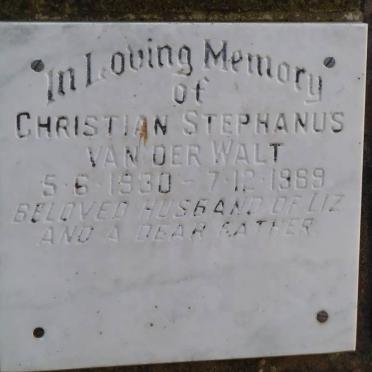 In Loving Memory
of
CHRISTIAN STEPHANUS
VAN DER WALT
5·6·1930 - 7·12·1989
BELOVED HUSBAND OF LIZ
AND A DEAR FATHER